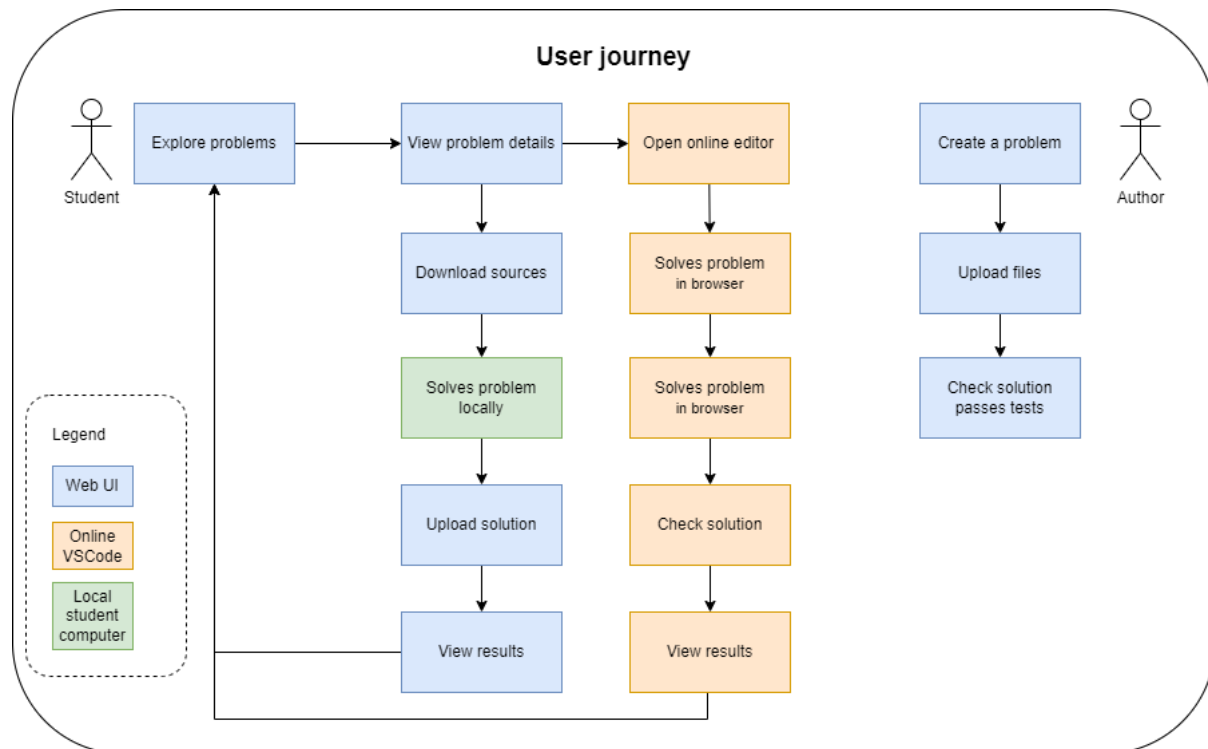 User journey
Student
Explore problems
View problem details
Open online editor
Create a problem
Author
Download sources
Solves problem
in browser
Upload files
Solves problem
locally
Solves problem
in browser
Check solution
passes tests
Legend
Web UI
Online
VSCode
Local
student
computer
Upload solution
Check solution
View results
View results